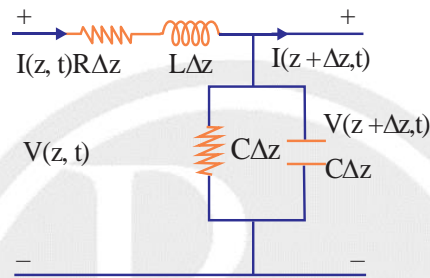 + +
I(z, t)RΔz LΔz I(z +Δz,t)
V(z, t) CΔz V(z +Δz,t)
CΔz
– –